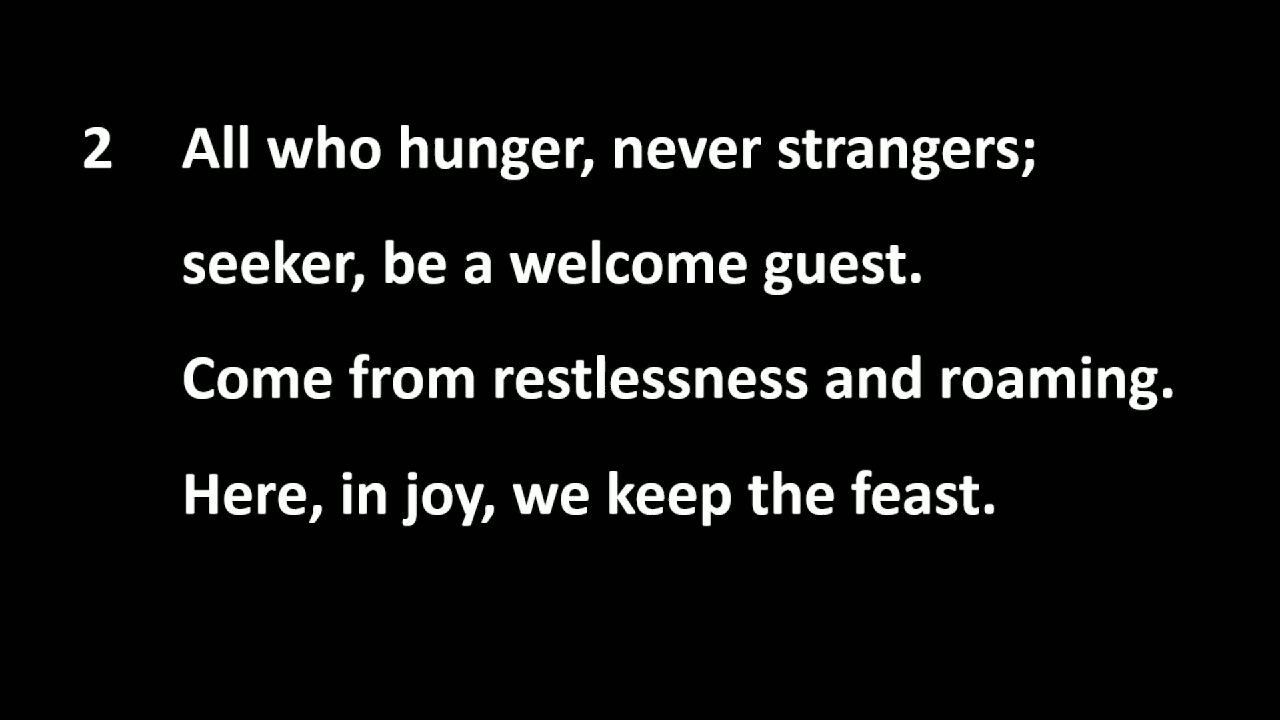 2 All who hunger, never strangers;
seeker, be a welcome guest.
Come from restlessness and roaming.
Here, in joy, we keep the feast.